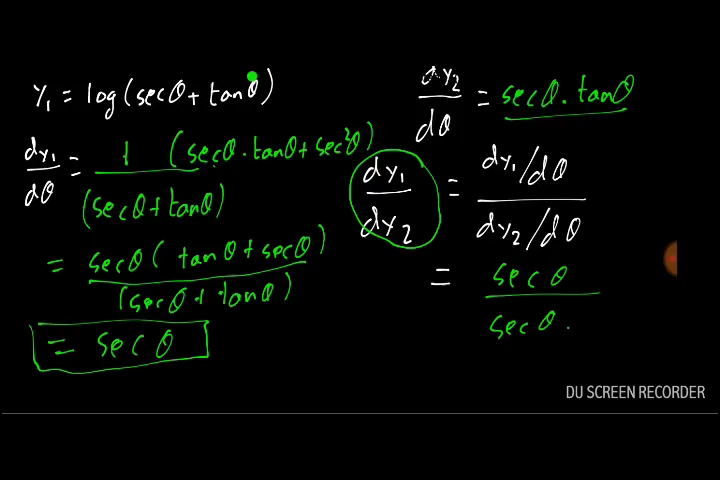 y₁ = log(secθ + tanθ)
dy₁/dθ = 1/(secθ + tanθ) (secθ·tanθ + sec²θ)
= secθ(tanθ + secθ)/(secθ + tanθ)
= secθ
dy₂/dθ = secθ·tanθ
dy₁/dy₂ = (dy₁/dθ)/(dy₂/dθ)
= secθ/secθ.
DU SCREEN RECORDER